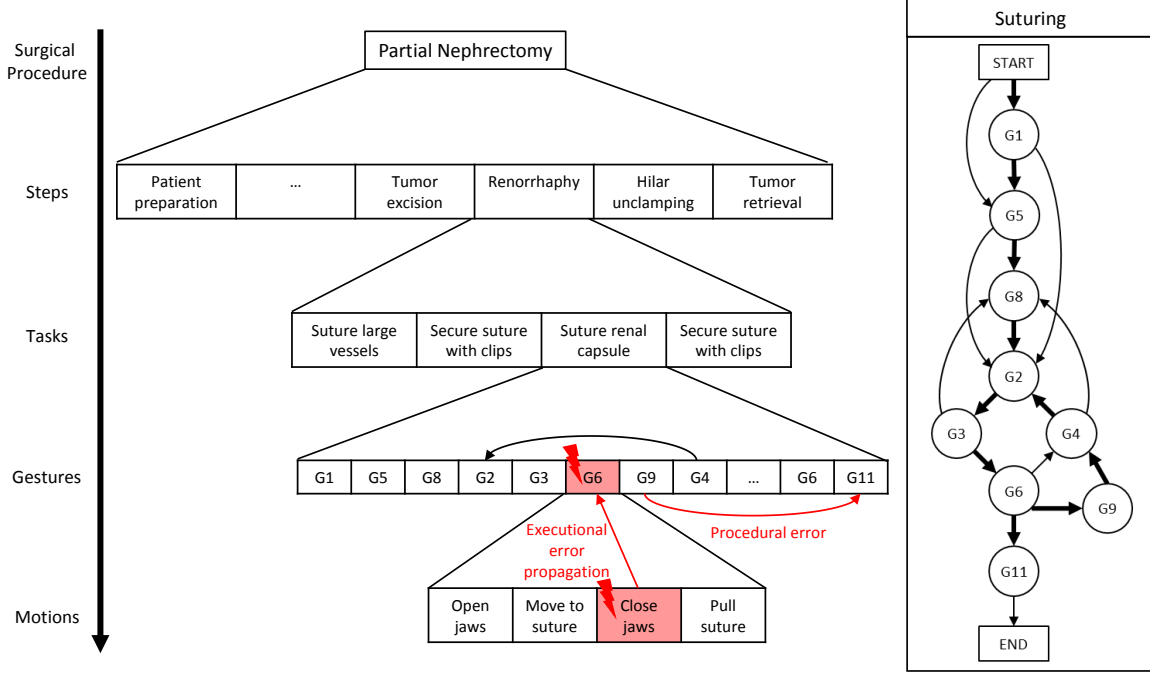 Surgical
Procedure
Partial Nephrectomy
Steps
Patient
preparation
...
Tumor
excision
Renorrhaphy
Hilar
unclamping
Tumor
retrieval
Tasks
Suture large
vessels
Secure suture
with clips
Suture renal
capsule
Secure suture
with clips
Gestures
G1
G5
G8
G2
G3
G6
G9
G4
...
G6
G11
Executional
error
propagation
Procedural error
Motions
Open
jaws
Move to
suture
Close
jaws
Pull
suture
Suturing
START
G1
G5
G8
G2
G3
G4
G6
G9
G11
END